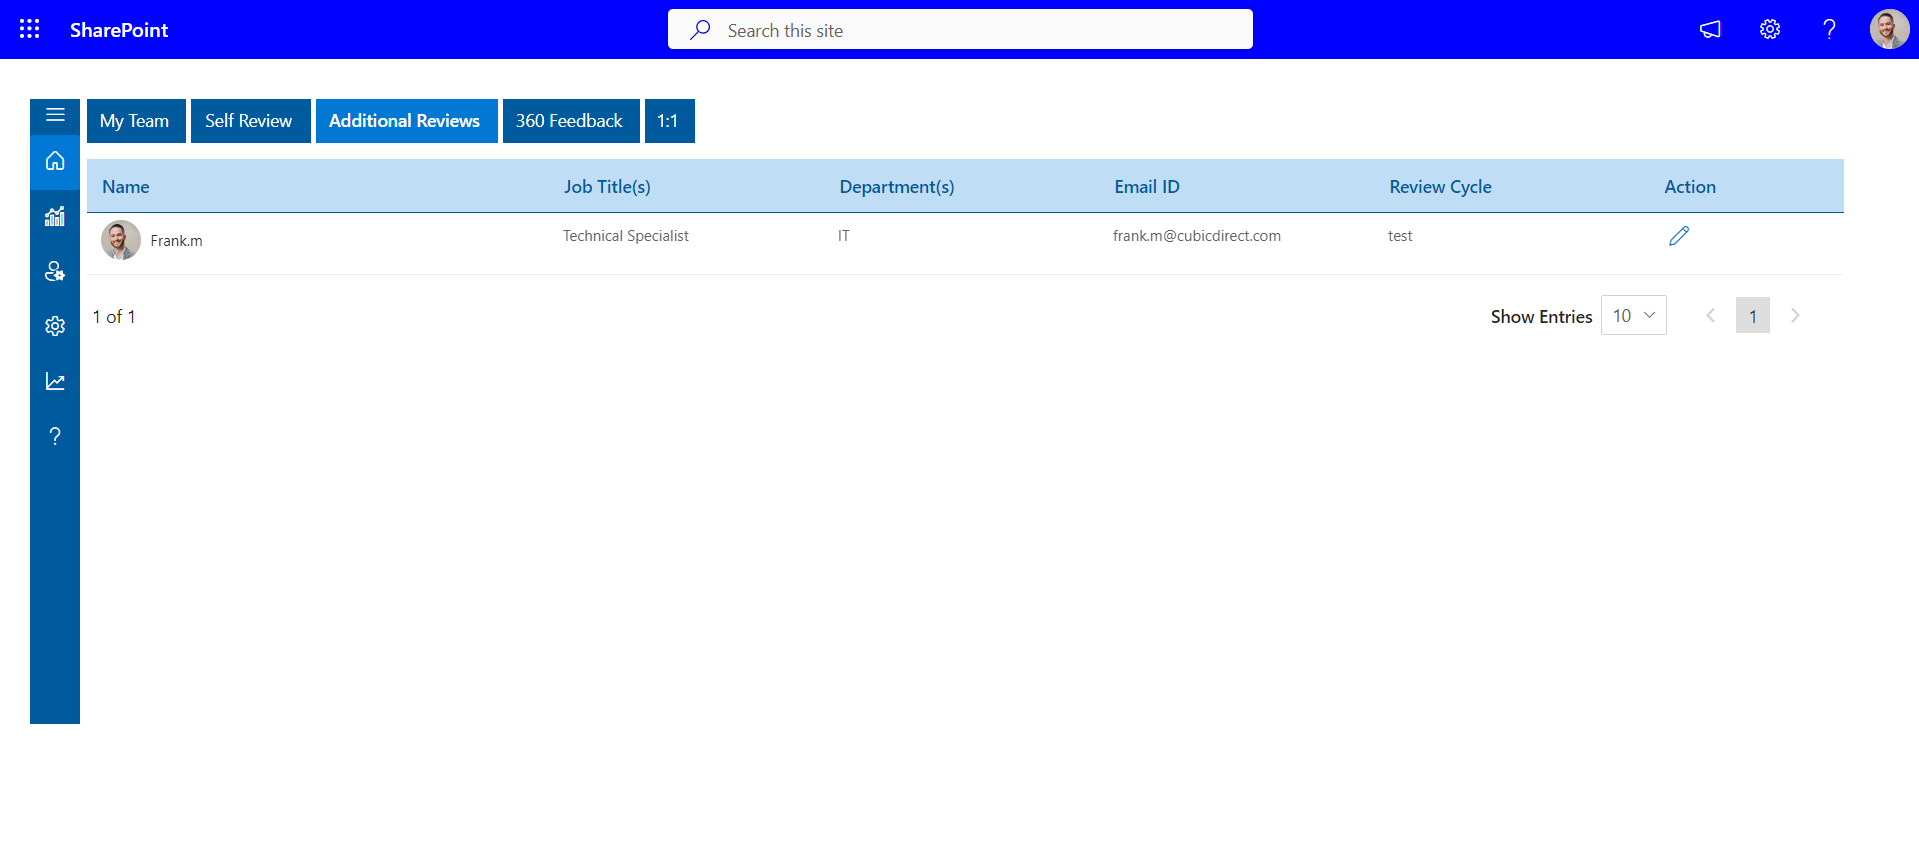 SharePoint
Search this site
My Team
Self Review
Additional Reviews
360 Feedback
1:1
Name
Job Title(s)
Department(s)
Email ID
Review Cycle
Action
Frank.m
Technical Specialist
IT
frank.m@cubicdirect.com
test
1 of 1
Show Entries
10
1